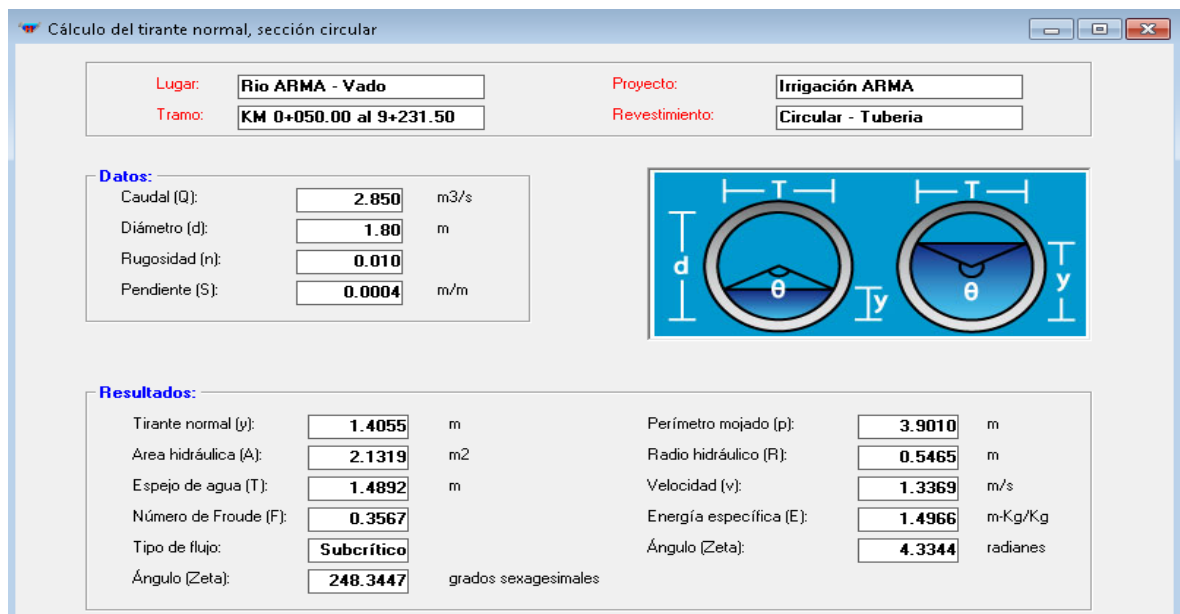 Cálculo del tirante normal, sección circular
Lugar: Rio ARMA - Vado Proyecto: Irrigación ARMA
Tramo: KM 0+050.00 al 9+231.50 Revestimiento: Circular - Tuberia
Datos:
Caudal (Q): 2.850 m3/s
Diámetro (d): 1.80 m
Rugosidad (n): 0.010
Pendiente (S): 0.0004 m/m
T T
d θ y θ y
Resultados:
Tirante normal (y): 1.4055 m Perímetro mojado (p): 3.9010 m
Area hidráulica (A): 2.1319 m2 Radio hidráulico (R): 0.5465 m
Espejo de agua (T): 1.4892 m Velocidad (v): 1.3369 m/s
Número de Froude (F): 0.3567 Energía específica (E): 1.4966 m-Kg/Kg
Tipo de flujo: Subcrítico Ángulo (Zeta): 4.3344 radianes
Ángulo (Zeta): 248.3447 grados sexagesimales